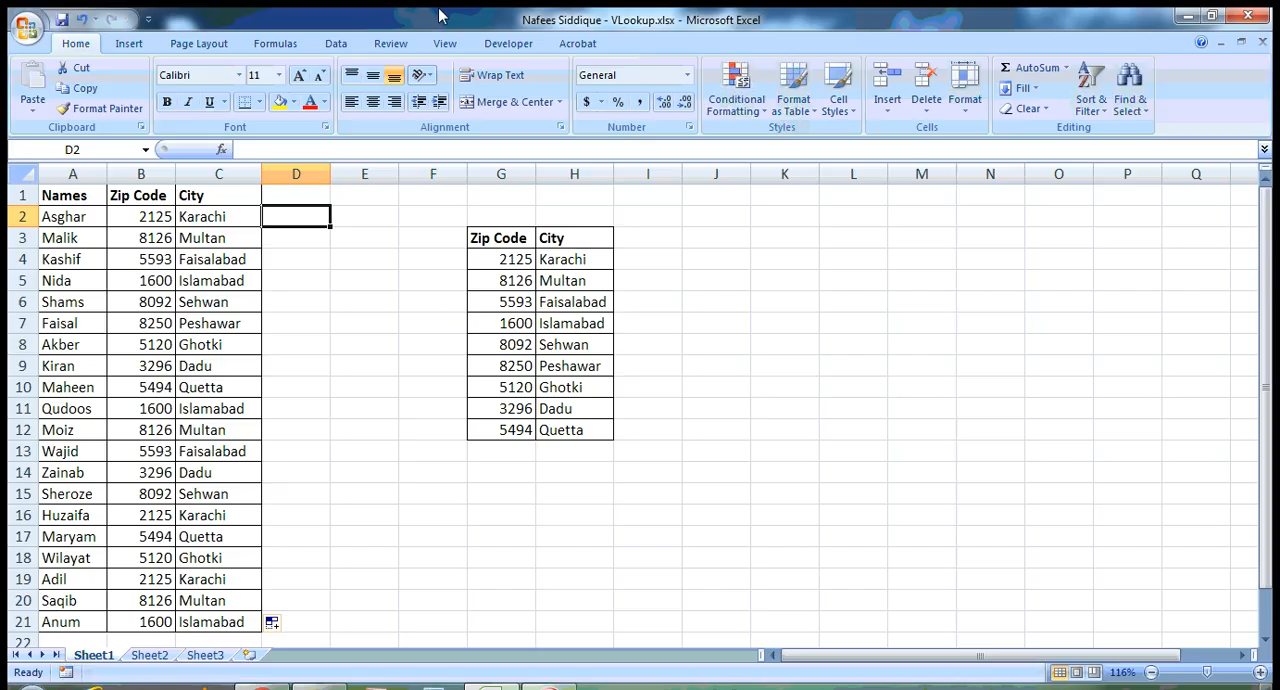 Nafees Siddique - VLookup.xlsx - Microsoft Excel
Home Insert Page Layout Formulas Data Review View Developer Acrobat
Paste Cut Copy Format Painter Clipboard
Calibri 11 B I U A Font
Wrap Text Merge & Center Alignment
General $ % , Number
Conditional Formatting Format as Table Cell Styles Styles
Insert Delete Format Cells
Σ AutoSum Fill Clear Sort & Filter Find & Select Editing
D2 fx
A B C D E F G H I J K L M N O P Q
1 Names Zip Code City
2 Asghar 2125 Karachi
3 Malik 8126 Multan Zip Code City
4 Kashif 5593 Faisalabad 2125 Karachi
5 Nida 1600 Islamabad 8126 Multan
6 Shams 8092 Sehwan 5593 Faisalabad
7 Faisal 8250 Peshawar 1600 Islamabad
8 Akber 5120 Ghotki 8092 Sehwan
9 Kiran 3296 Dadu 8250 Peshawar
10 Maheen 5494 Quetta 5120 Ghotki
11 Qudoos 1600 Islamabad 3296 Dadu
12 Moiz 8126 Multan 5494 Quetta
13 Wajid 5593 Faisalabad
14 Zainab 3296 Dadu
15 Sheroze 8092 Sehwan
16 Huzaifa 2125 Karachi
17 Maryam 5494 Quetta
18 Wilayat 5120 Ghotki
19 Adil 2125 Karachi
20 Saqib 8126 Multan
21 Anum 1600 Islamabad
22
Sheet1 Sheet2 Sheet3
Ready 116%